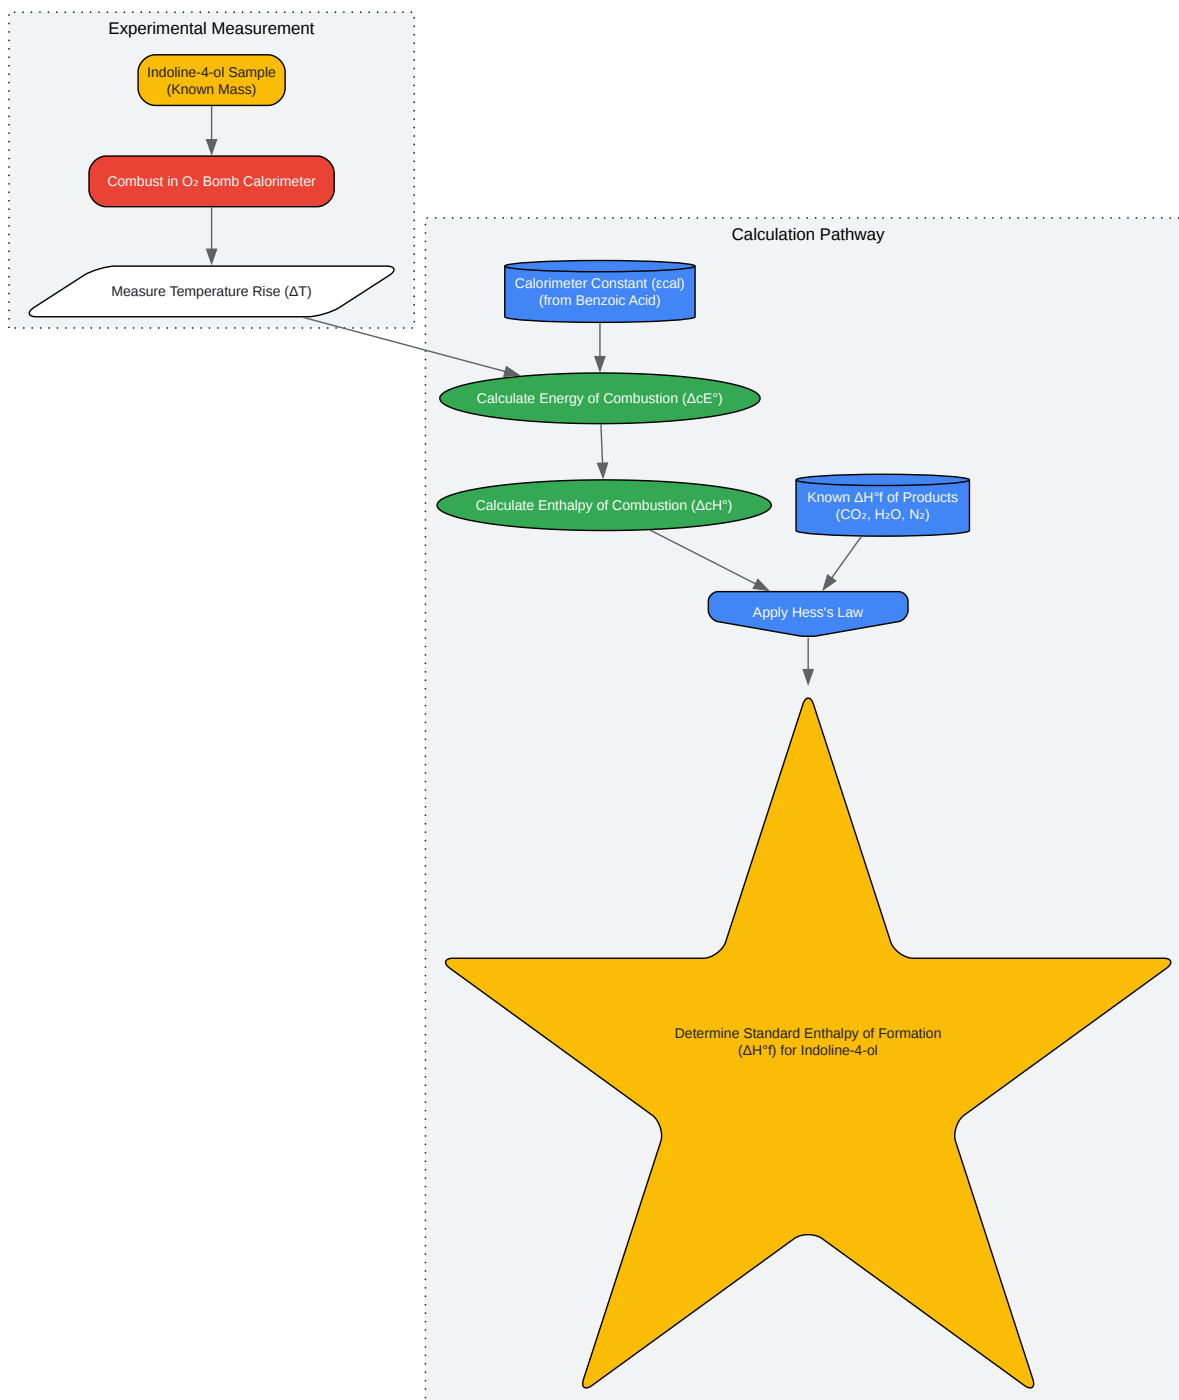 Experimental Measurement
Indoline-4-ol Sample
(Known Mass)
Combust in O₂ Bomb Calorimeter
Measure Temperature Rise (ΔT)
Calculation Pathway
Calorimeter Constant (εcal)
(from Benzoic Acid)
Calculate Energy of Combustion (ΔcE°)
Calculate Enthalpy of Combustion (ΔcH°)
Known ΔH°f of Products
(CO₂, H₂O, N₂)
Apply Hess's Law
Determine Standard Enthalpy of Formation
(ΔH°f) for Indoline-4-ol